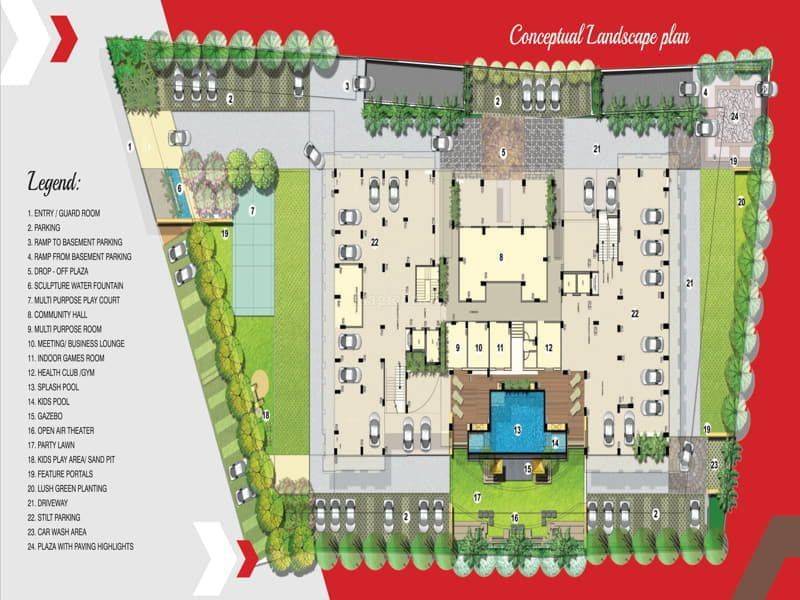 Conceptual Landscape plan
Legend:
1. ENTRY / GUARD ROOM
2. PARKING
3. RAMP TO BASEMENT PARKING
4. RAMP FROM BASEMENT PARKING
5. DROP - OFF PLAZA
6. SCULPTURE WATER FOUNTAIN
7. MULTI PURPOSE PLAY COURT
8. COMMUNITY HALL
9. MULTI PURPOSE ROOM
10. MEETING/ BUSINESS LOUNGE
11. INDOOR GAMES ROOM
12. HEALTH CLUB /GYM
13. SPLASH POOL
14. KIDS POOL
15. GAZEBO
16. OPEN AIR THEATER
17. PARTY LAWN
18. KIDS PLAY AREA/ SAND PIT
19. FEATURE PORTALS
20. LUSH GREEN PLANTING
21. DRIVEWAY
22. STILT PARKING
23. CAR WASH AREA
24. PLAZA WITH PAVING HIGHLIGHTS
2
3
2
4
24
1
5
21
19
6
20
7
19
22
8
21
22
9 10 11 12
18
13
14
19
15
23
17
2
16
2